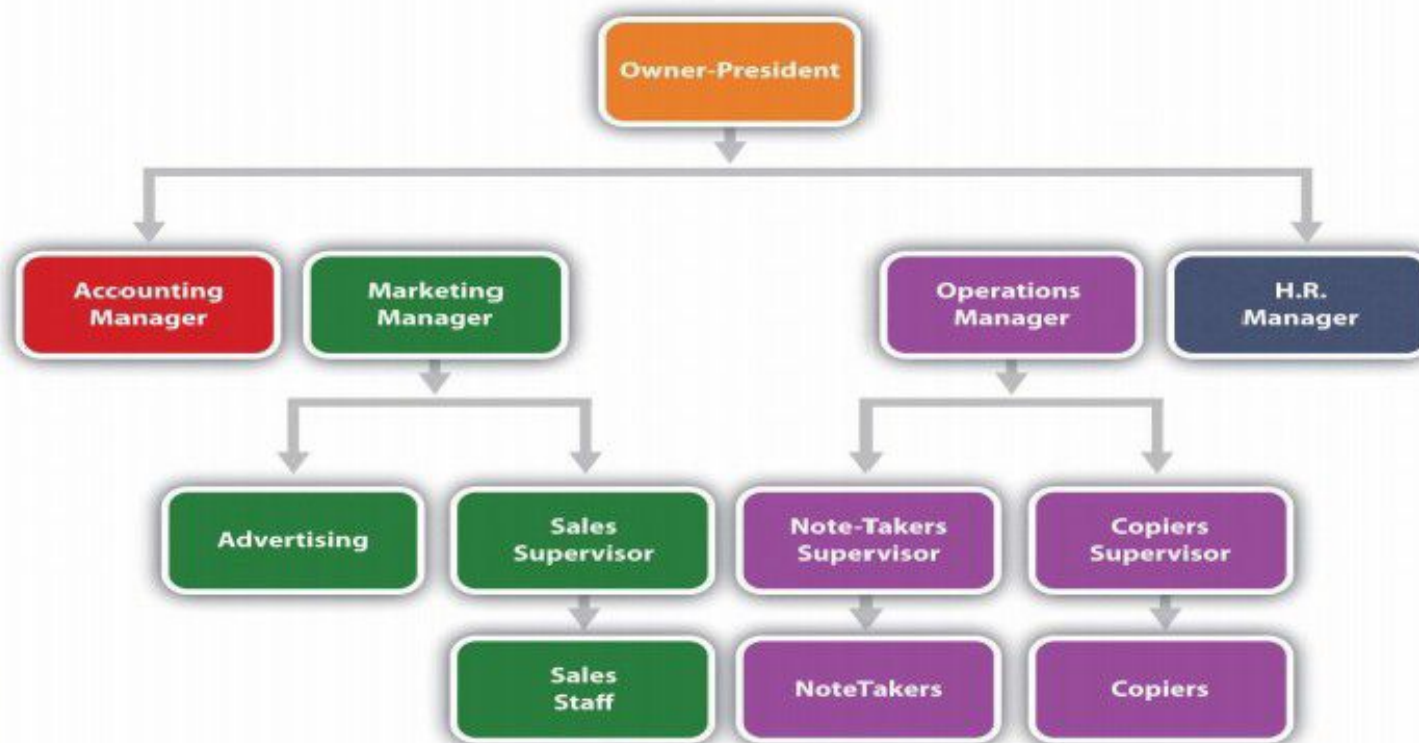 Owner-President
Accounting
Manager
Marketing
Manager
Operations
Manager
H.R.
Manager
Advertising
Sales
Supervisor
Note-Takers
Supervisor
Copiers
Supervisor
Sales
Staff
NoteTakers
Copiers